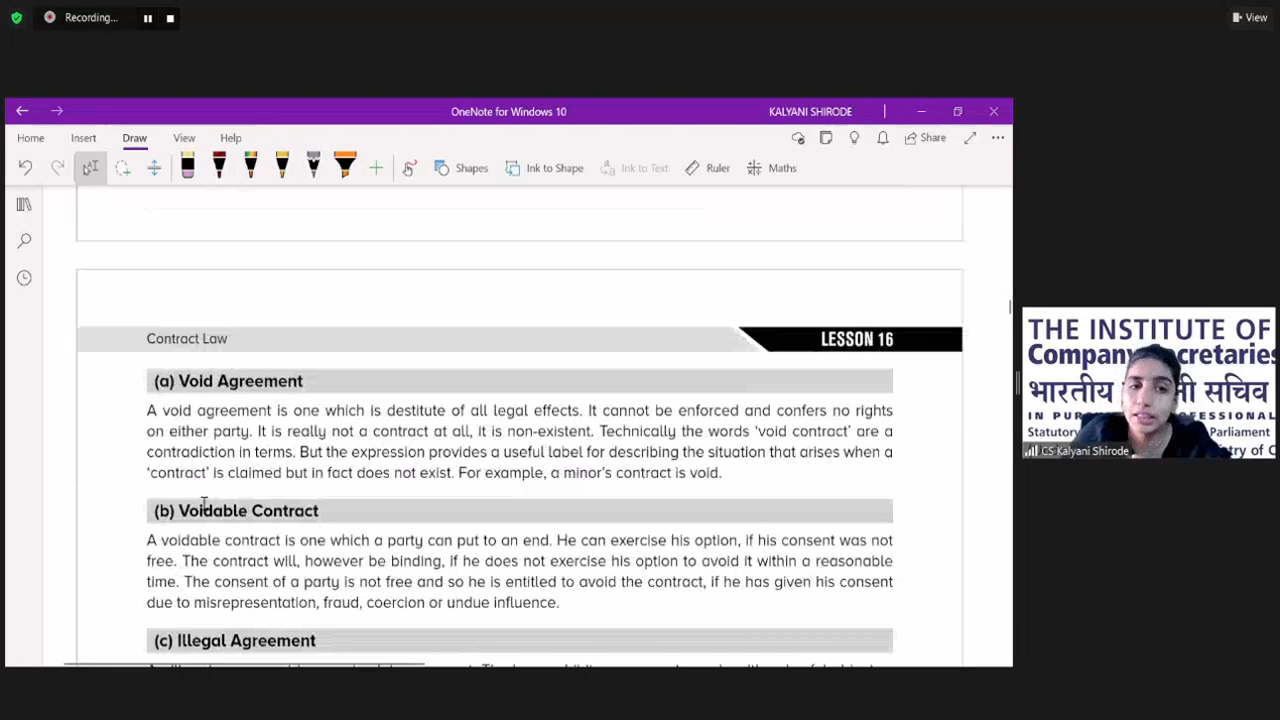 Recording...
View
OneNote for Windows 10
KALYANI SHIRODE
Home Insert Draw View Help
Share
Shapes Ink to Shape Ink to Text Ruler Maths
Contract Law
LESSON 16
(a) Void Agreement
A void agreement is one which is destitute of all legal effects. It cannot be enforced and confers no rights
on either party. It is really not a contract at all, it is non-existent. Technically the words ‘void contract’ are a
contradiction in terms. But the expression provides a useful label for describing the situation that arises when a
‘contract’ is claimed but in fact does not exist. For example, a minor’s contract is void.
(b) Voidable Contract
A voidable contract is one which a party can put to an end. He can exercise his option, if his consent was not
free. The contract will, however be binding, if he does not exercise his option to avoid it within a reasonable
time. The consent of a party is not free and so he is entitled to avoid the contract, if he has given his consent
due to misrepresentation, fraud, coercion or undue influence.
(c) Illegal Agreement
THE INSTITUTE OF
Company cretaries
भारतीय सचिव
IN PUR PROFESSIONAL
Statutory Parliament
CS Kalyani Shirode
try of C